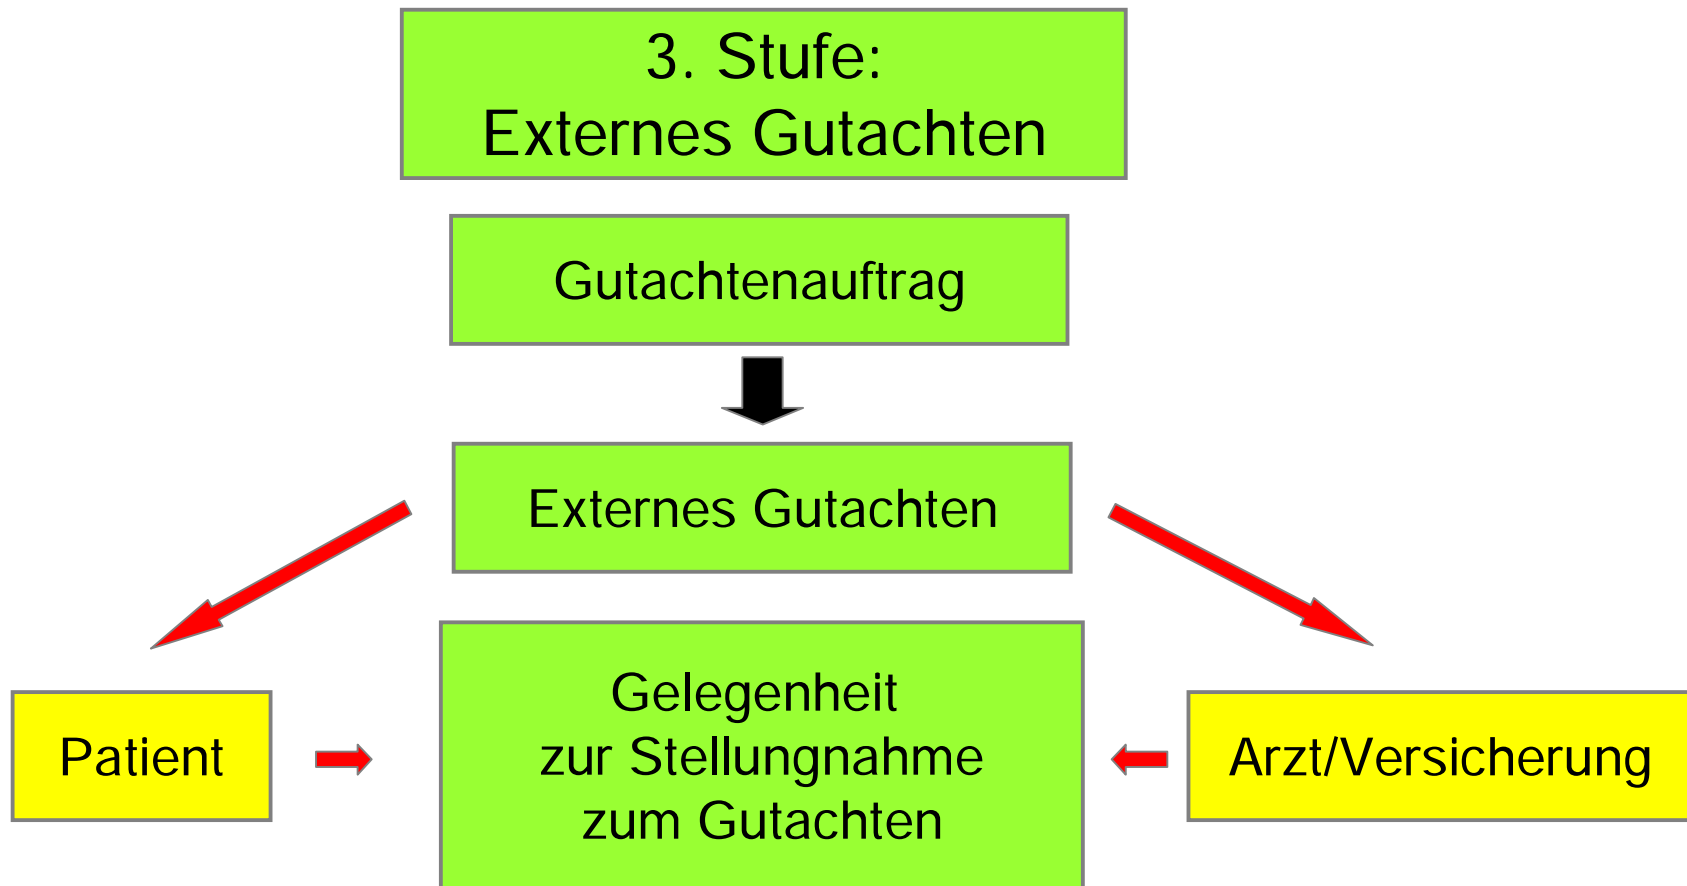 3. Stufe:
Externes Gutachten
Gutachtenauftrag
Externes Gutachten
Gelegenheit
zur Stellungnahme
zum Gutachten
Patient
Arzt/Versicherung